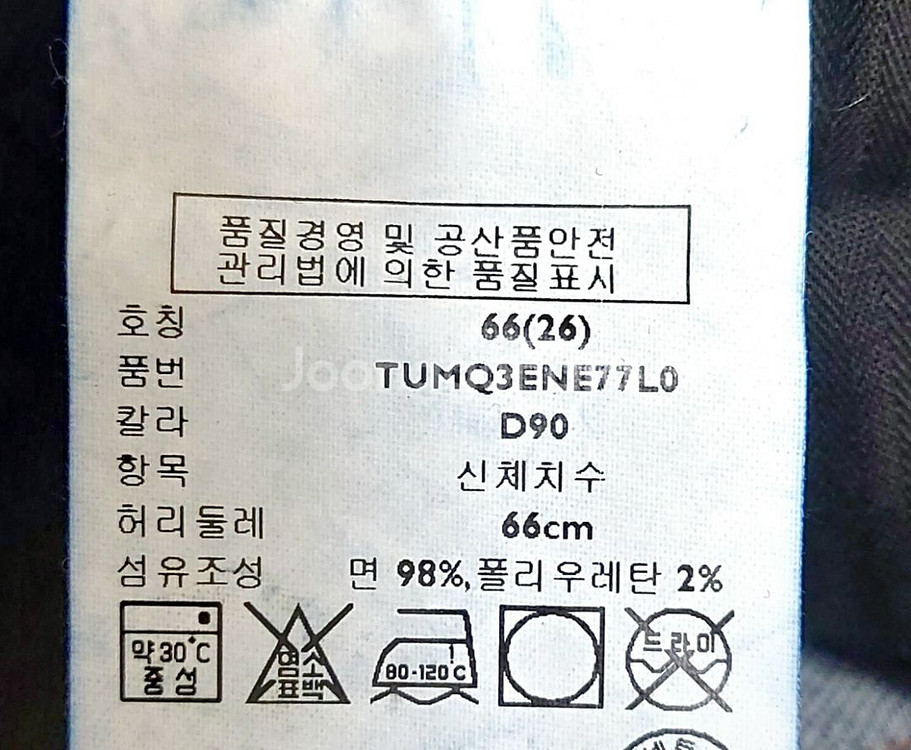 품질경영 및 공산품안전
관리법에 의한 품질표시
호칭 66(26)
품번 TUMQ3ENE77L0
칼라 D90
항목 신체치수
허리둘레 66cm
섬유조성 면 98%,폴리우레탄 2%
약30°C
중성
염소
표백
80-120°C
드라이